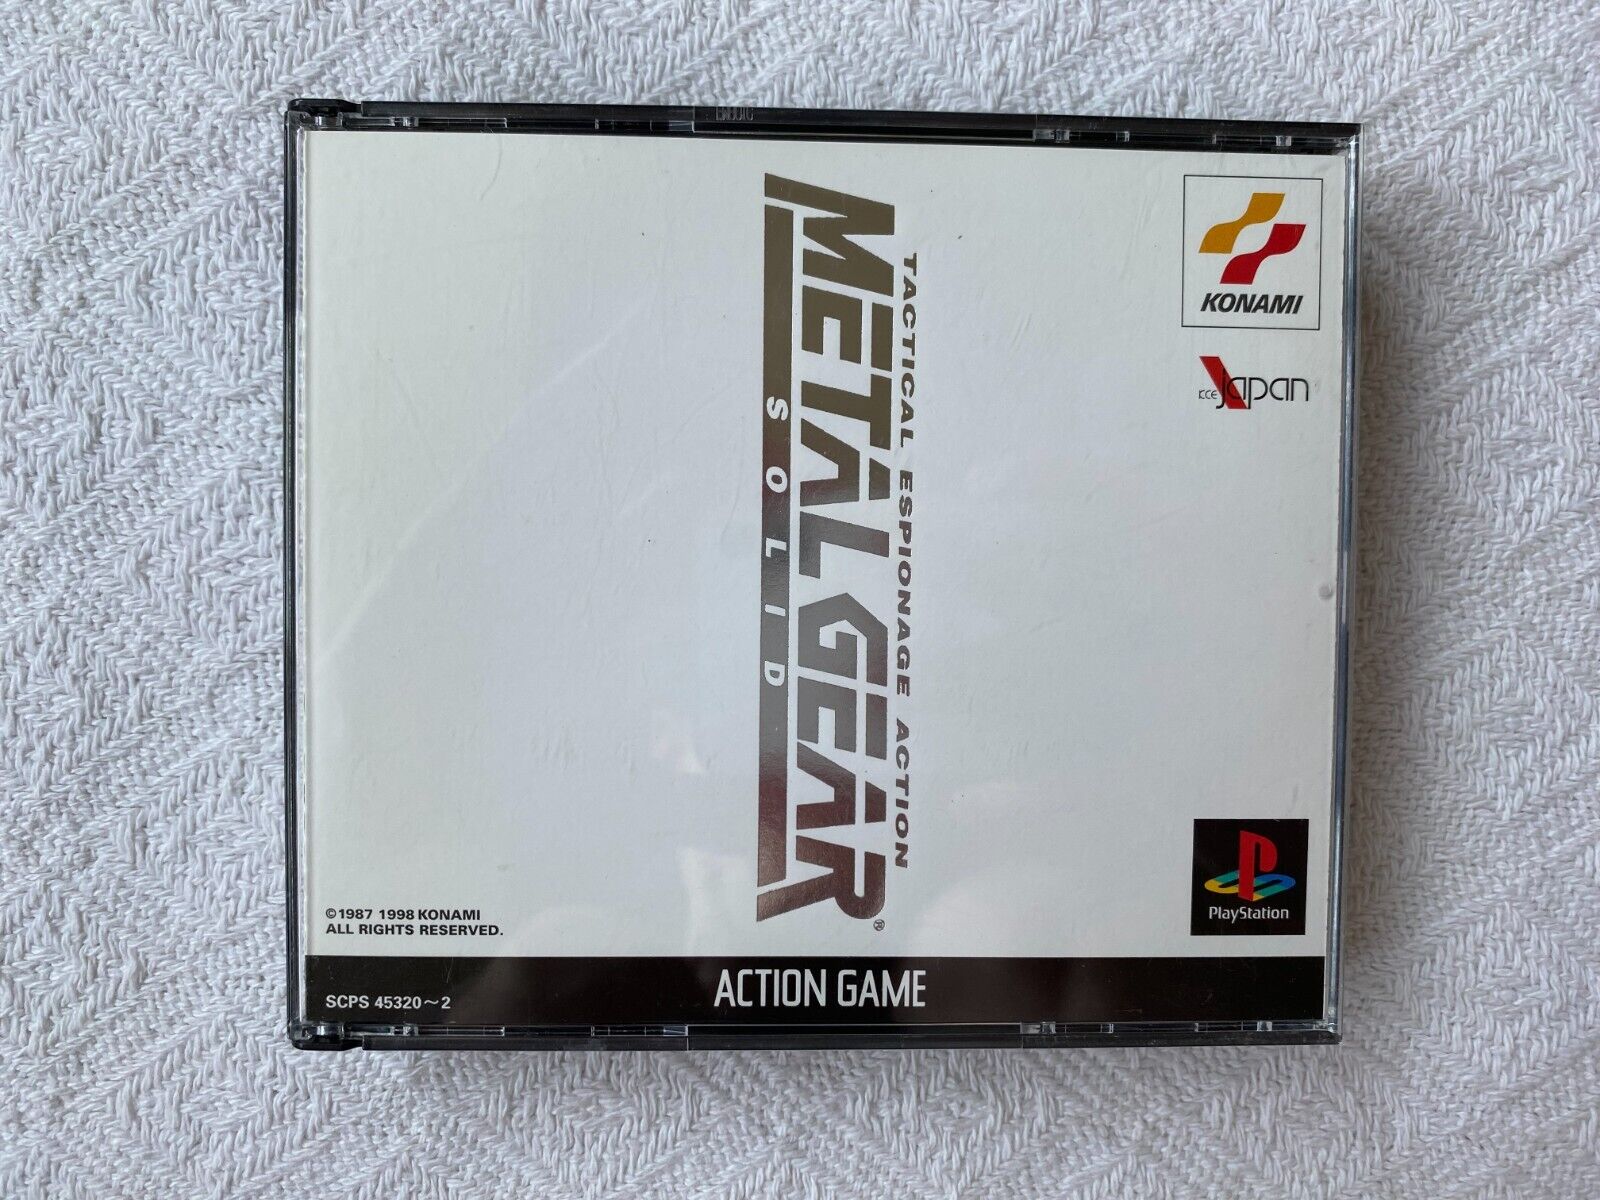 KONAMI
KCE Japan
TACTICAL ESPIONAGE ACTION
METAL GEAR
SOLID
®
PlayStation
©1987 1998 KONAMI
ALL RIGHTS RESERVED.
SCPS 45320～2
ACTION GAME